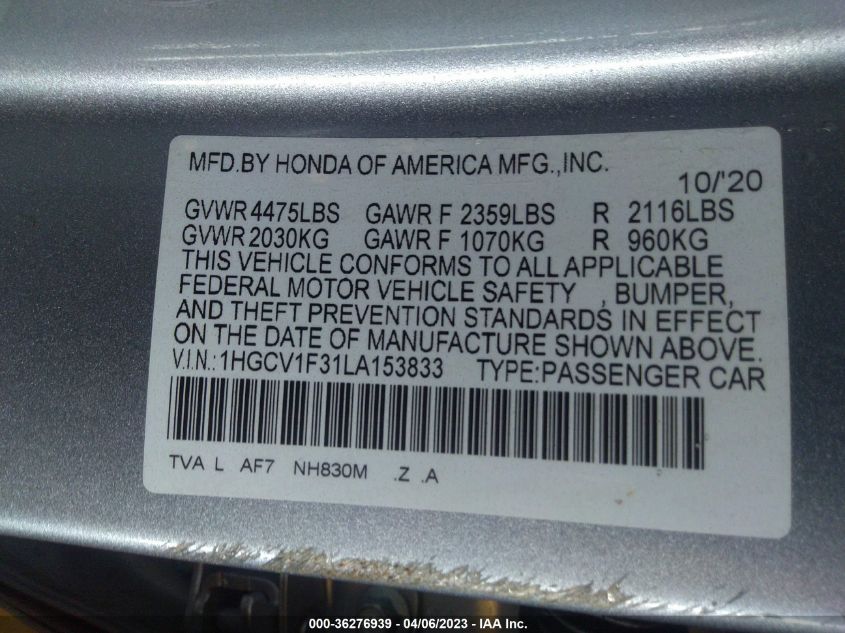 MFD.BY HONDA OF AMERICA MFG.,INC.
10/'20
GVWR 4475LBS GAWR F 2359LBS R 2116LBS
GVWR 2030KG GAWR F 1070KG R 960KG
THIS VEHICLE CONFORMS TO ALL APPLICABLE
FEDERAL MOTOR VEHICLE SAFETY , BUMPER,
AND THEFT PREVENTION STANDARDS IN EFFECT
ON THE DATE OF MANUFACTURE SHOWN ABOVE.
V.I.N.:1HGCV1F31LA153833 TYPE:PASSENGER CAR
TVA L AF7 NH830M .Z .A
000-36276939 - 04/06/2023 - IAA Inc.